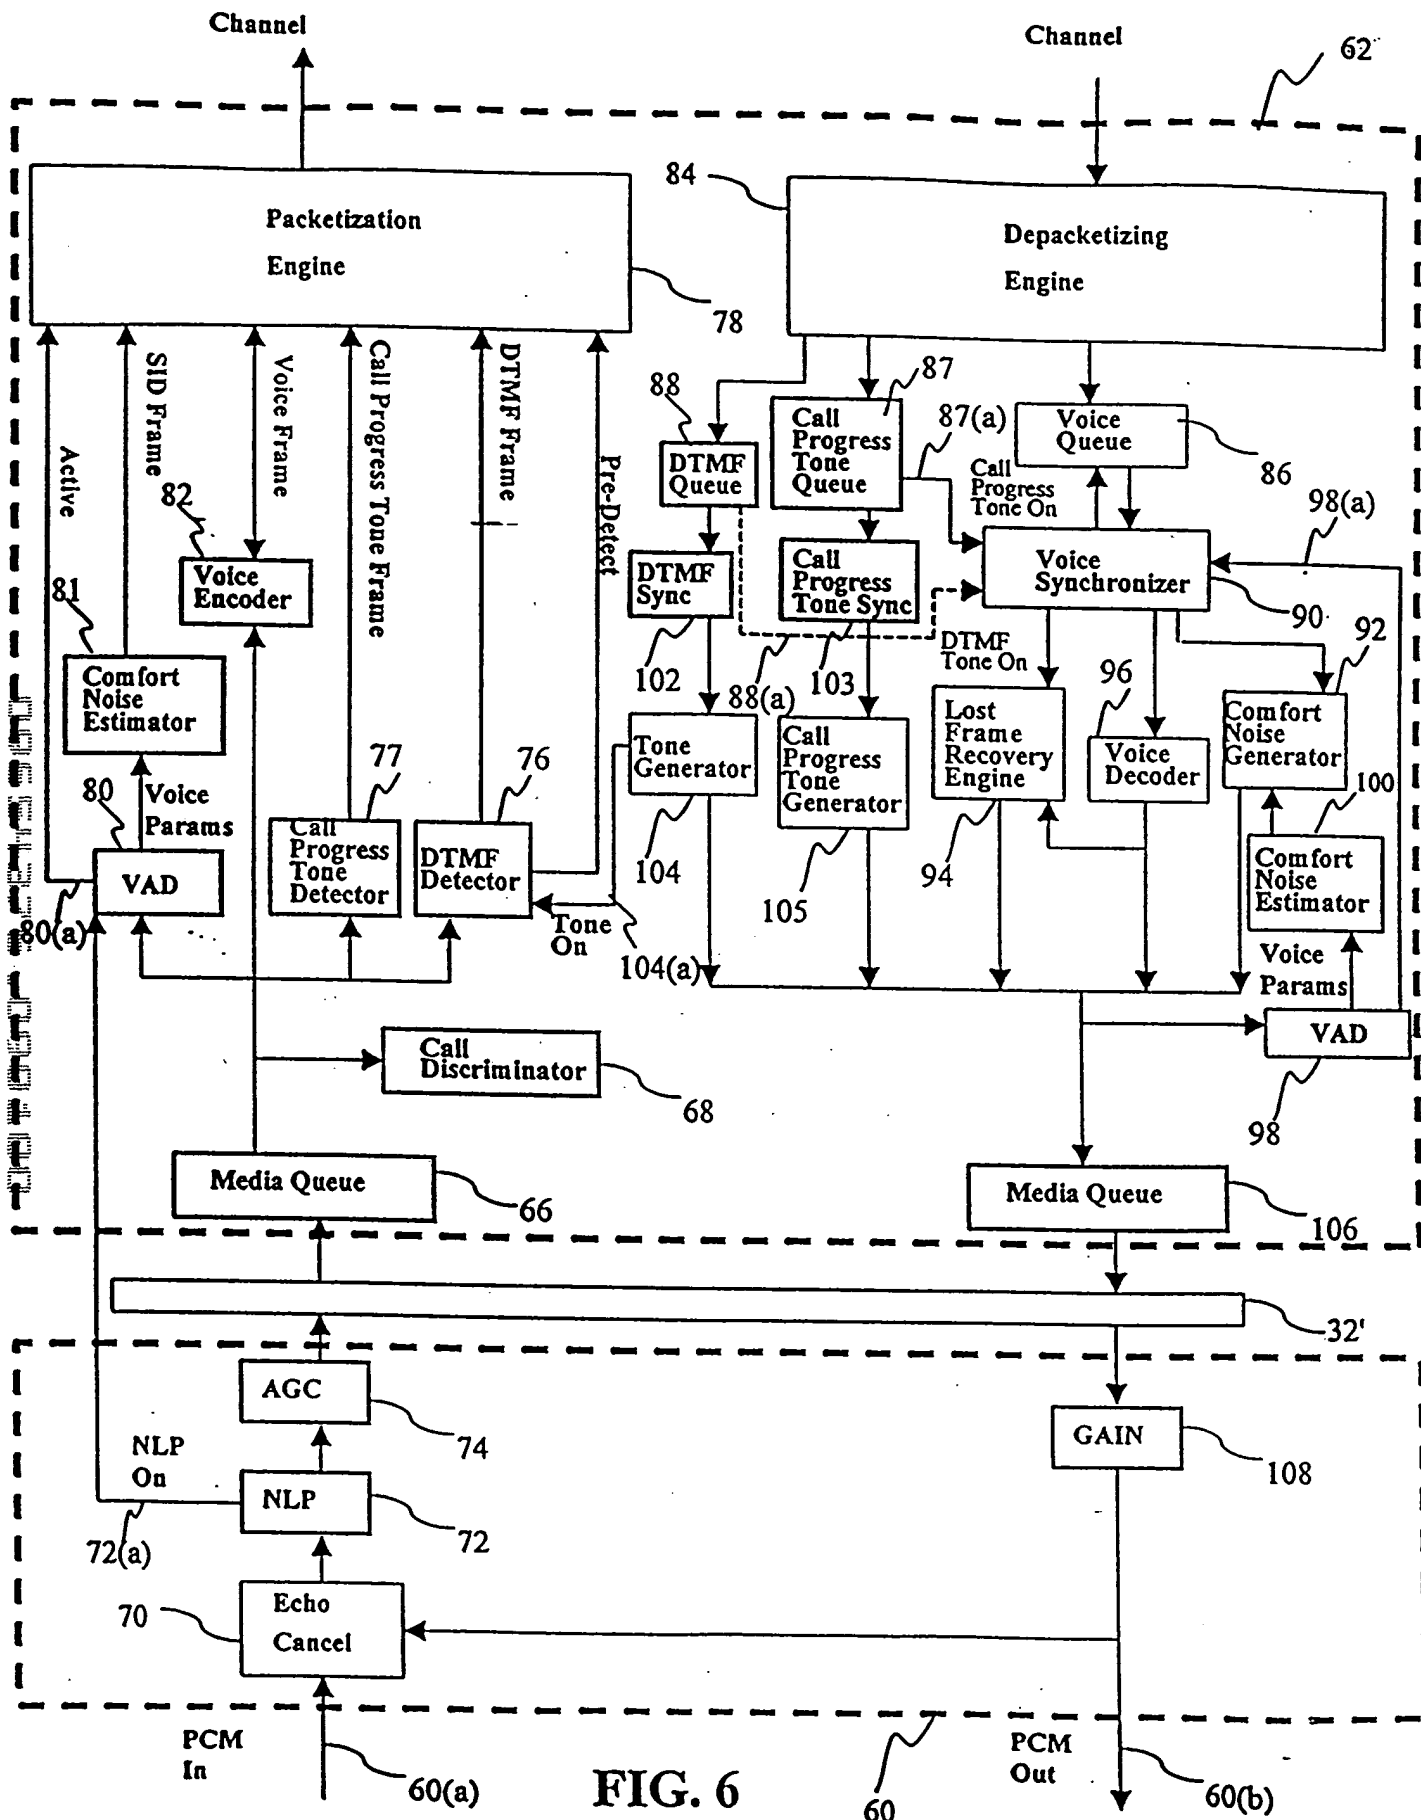 Channel
Channel
62
Packetization
Engine
78
84
Depacketizing
Engine
Active
SID Frame
Voice Frame
Call Progress Tone Frame
DTMF Frame
Pre-Detect
88
DTMF
Queue
87
Call
Progress
Tone
Queue
87(a)
Voice
Queue
86
Call
Progress
Tone On
98(a)
82
Voice
Encoder
DTMF
Sync
102
Call
Progress
Tone Sync
103
Voice
Synchronizer
90
81
Comfort
Noise
Estimator
88(a)
DTMF
Tone On
96
92
Tone
Generator
104
Call
Progress
Tone
Generator
105
Lost
Frame
Recovery
Engine
94
Voice
Decoder
Comfort
Noise
Generator
100
80
Voice
Params
77
76
VAD
80(a)
Call
Progress
Tone
Detector
DTMF
Detector
Tone
On
104(a)
Comfort
Noise
Estimator
Voice
Params
VAD
98
Call
Discriminator
68
Media Queue
66
Media Queue
106
32'
AGC
74
GAIN
108
NLP
On
NLP
72
72(a)
70
Echo
Cancel
PCM
In
60(a)
FIG. 6
60
PCM
Out
60(b)